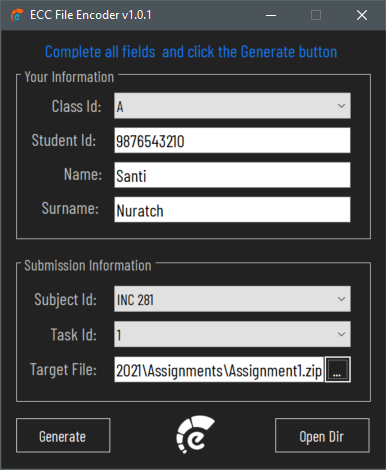 ECC File Encoder v1.0.1
Complete all fields and click the Generate button
Your Information
Class Id: A
Student Id: 9876543210
Name: Santi
Surname: Nuratch
Submission Information
Subject Id: INC 281
Task Id: 1
Target File: 2021\Assignments\Assignment1.zip ...
Generate Open Dir